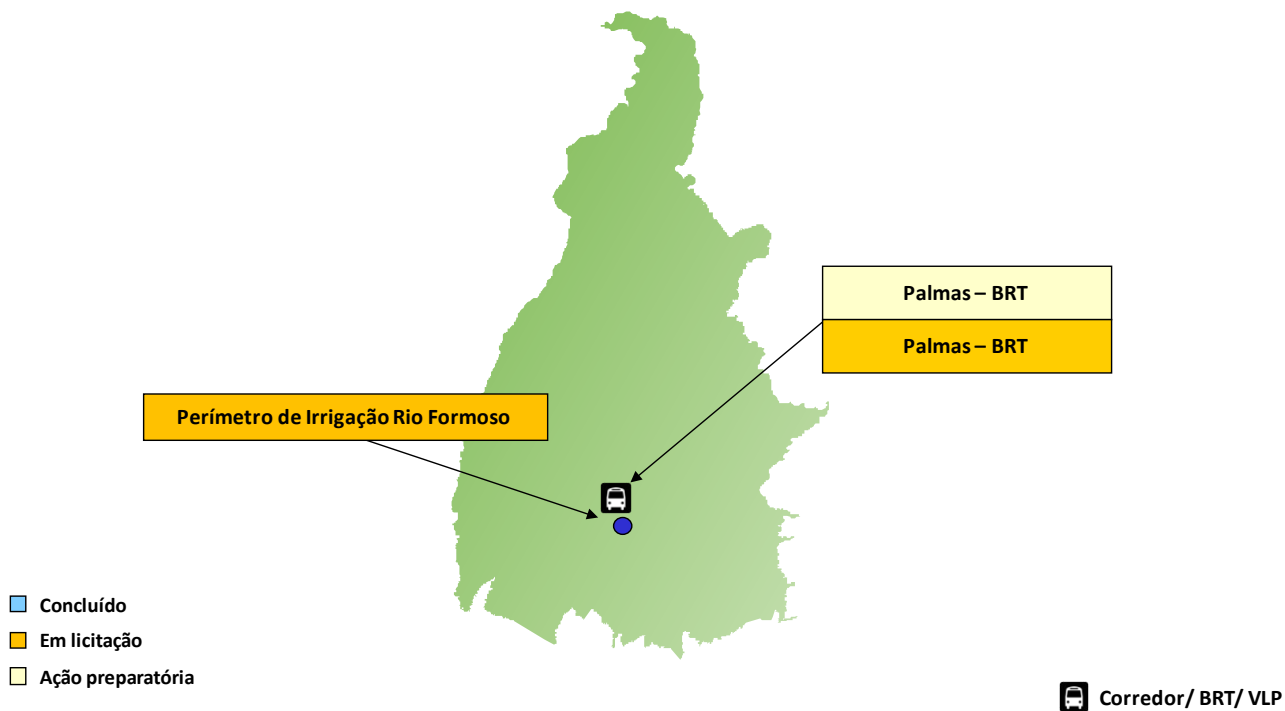 Palmas – BRT
Palmas – BRT
Perímetro de Irrigação Rio Formoso
Concluído
Em licitação
Ação preparatória
Corredor/ BRT/ VLP